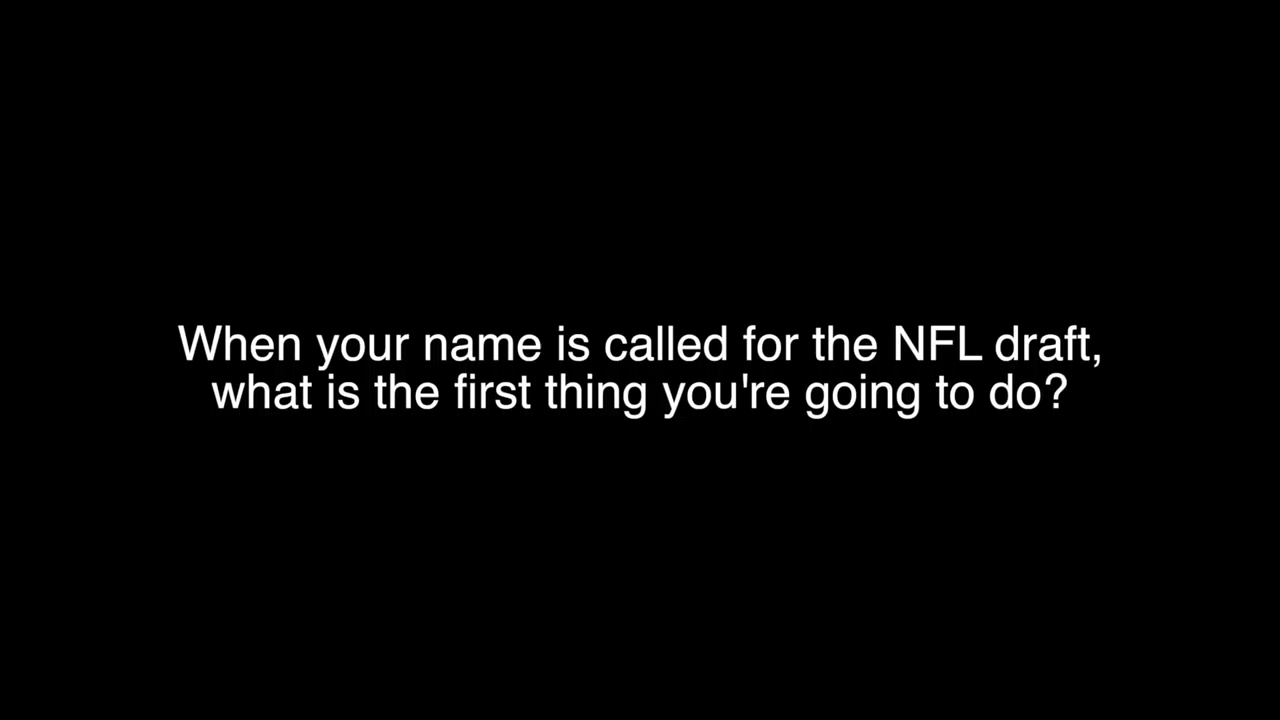 When your name is called for the NFL draft,
what is the first thing you're going to do?